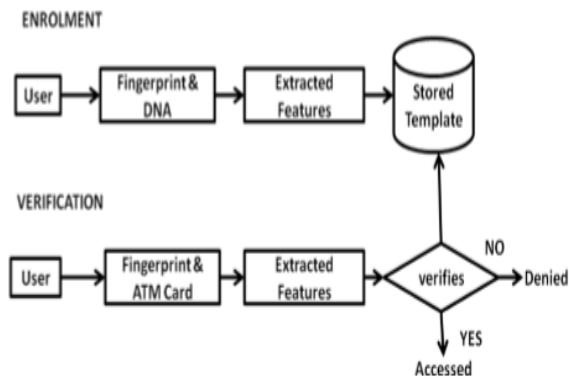 ENROLMENT
User
Fingerprint &
DNA
Extracted
Features
Stored
Template
VERIFICATION
User
Fingerprint &
ATM Card
Extracted
Features
verifies
NO
Denied
YES
Accessed